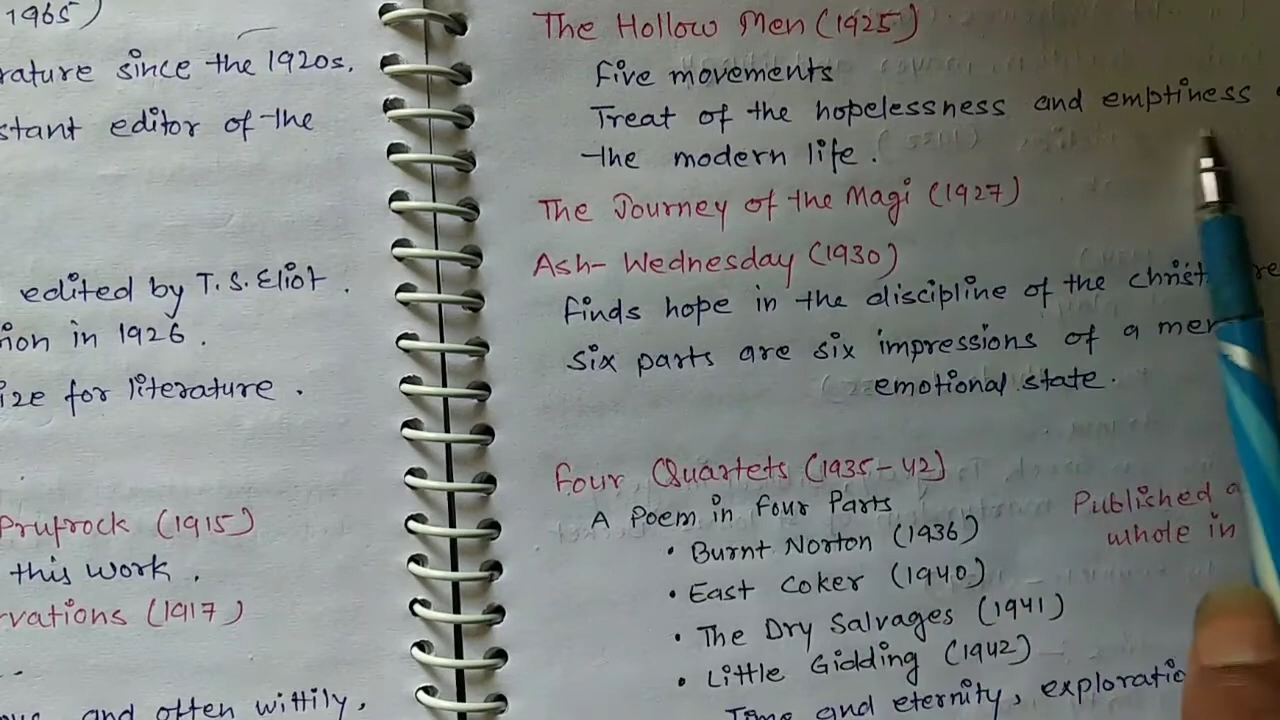 1965)
rature since the 1920s.
stant editor of the
edited by T. S. Eliot.
nion in 1926.
ize for literature.
Prufrock (1915)
this work.
rvations (1917)
and often wittily,
The Hollow Men (1925)
Five movements
Treat of the hopelessness and emptiness
the modern life.
The Journey of the Magi (1927)
Ash-Wednesday (1930)
Finds hope in the discipline of the christ
six parts are six impressions of a mer
emotional state.
Four Quartets (1935-42)
A Poem in Four Parts
Published a
whole in
• Burnt Norton (1936)
• East Coker (1940)
• The Dry Salvages (1941)
• Little Gidding (1942)
Time and eternity, exploratio